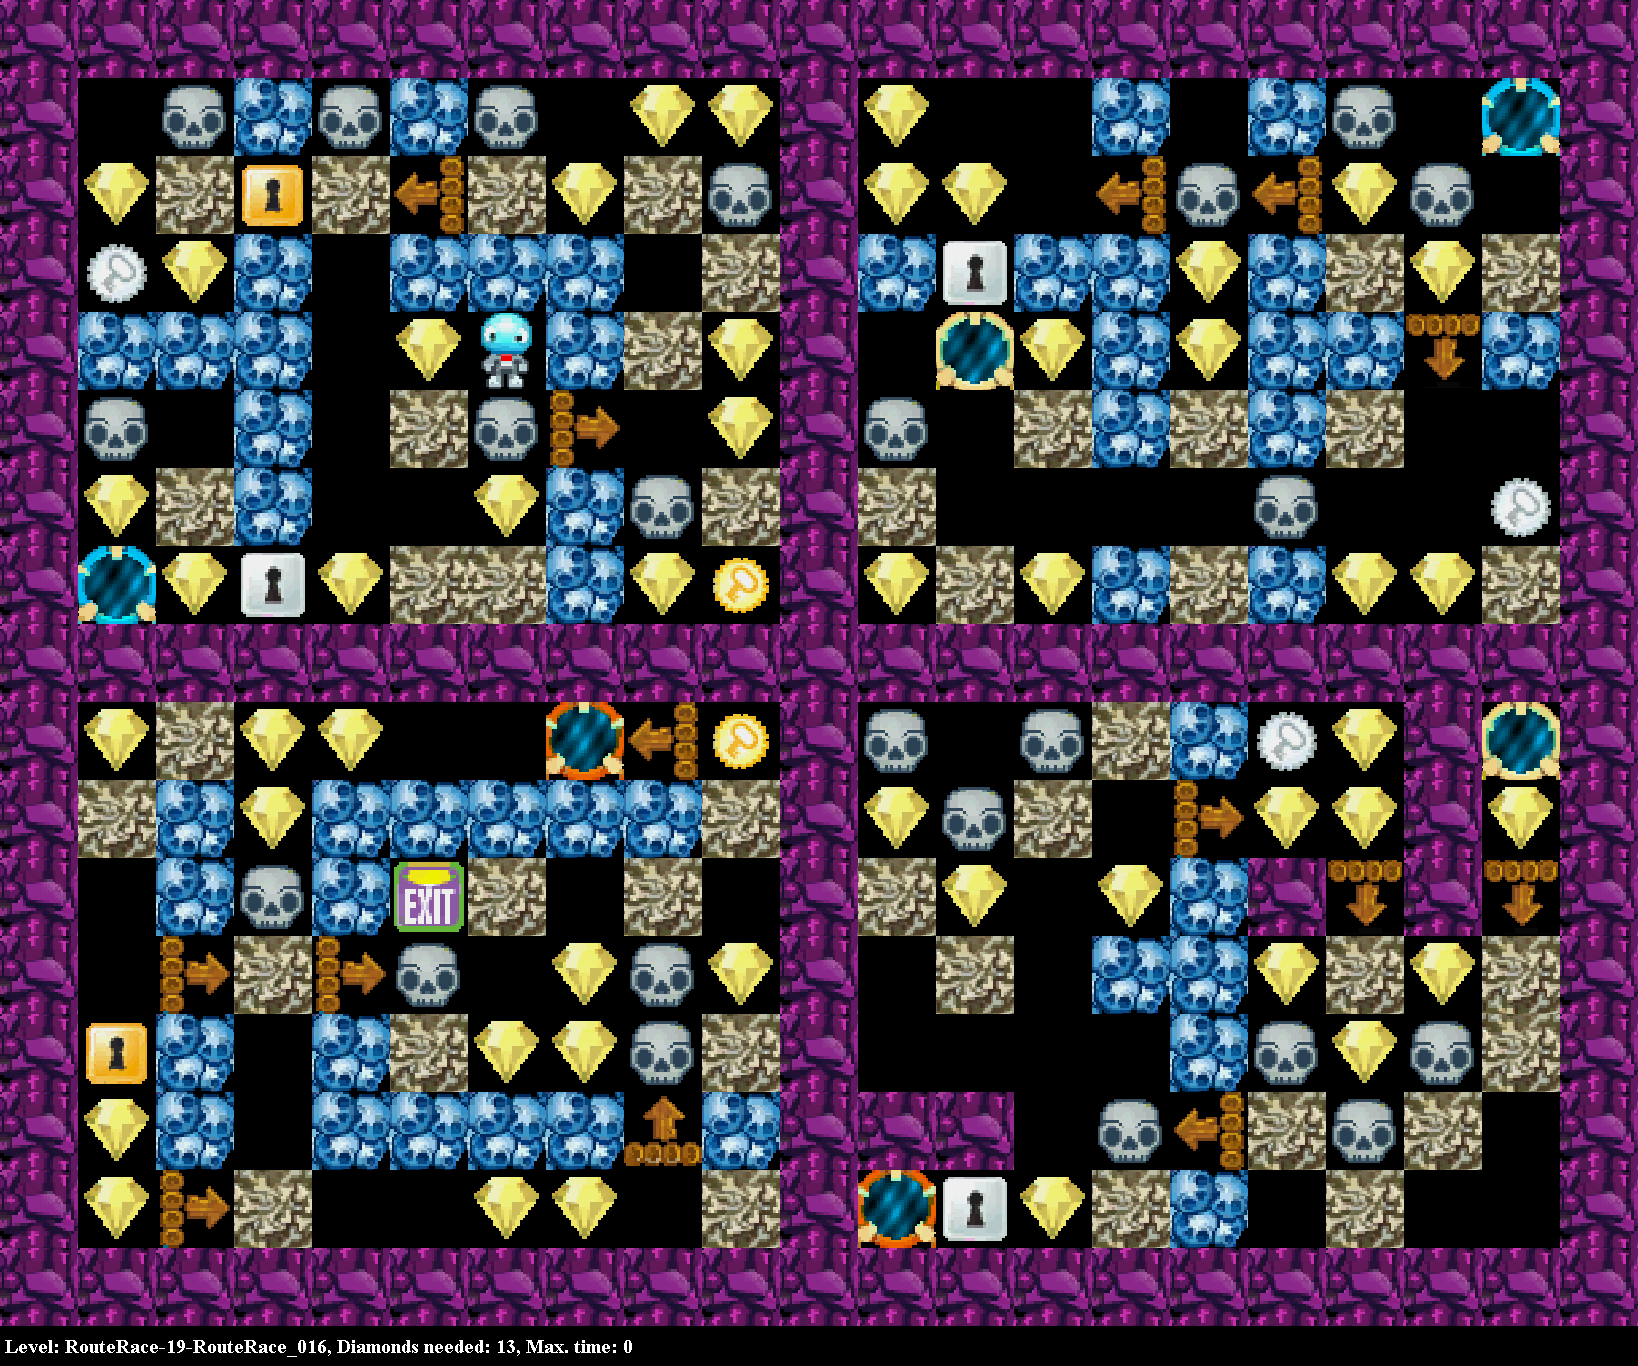 EXIT
Level: RouteRace-19-RouteRace_016, Diamonds needed: 13, Max. time: 0